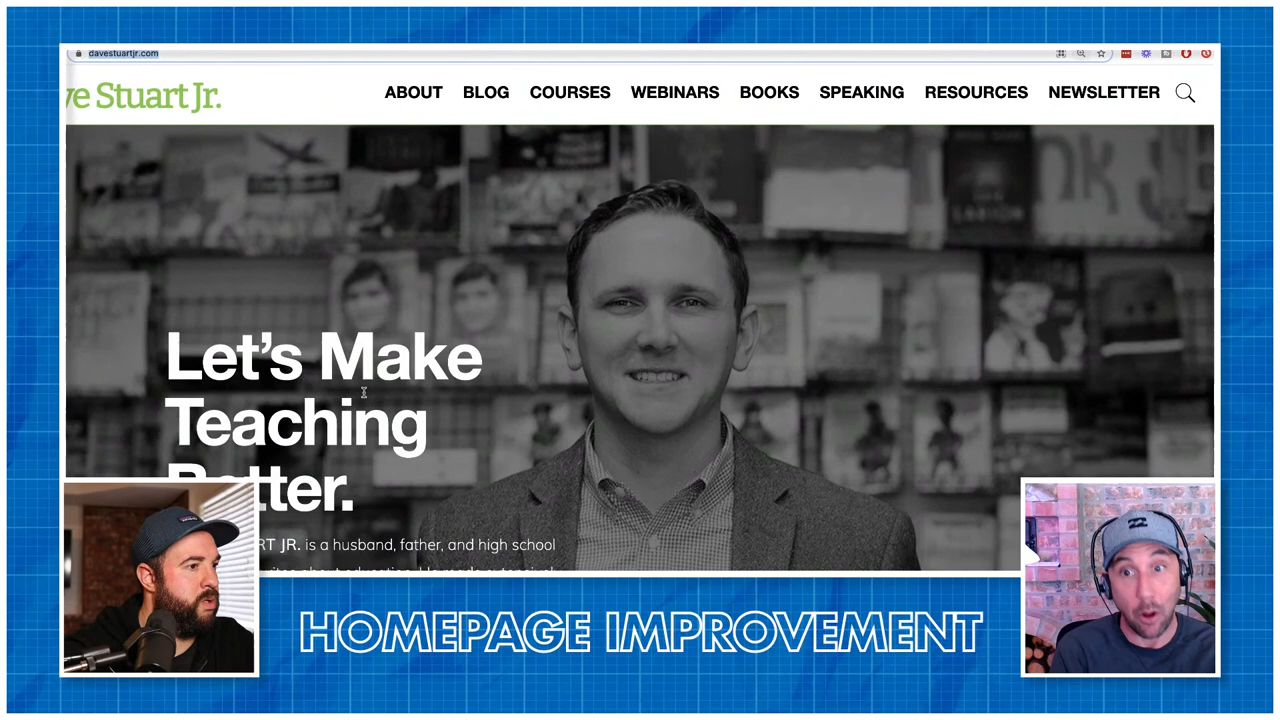 davestuartjr.com
ve Stuart Jr.
ABOUT BLOG COURSES WEBINARS BOOKS SPEAKING RESOURCES NEWSLETTER
Let's Make
Teaching
Better.
RT JR. is a husband, father, and high school
HOMEPAGE IMPROVEMENT